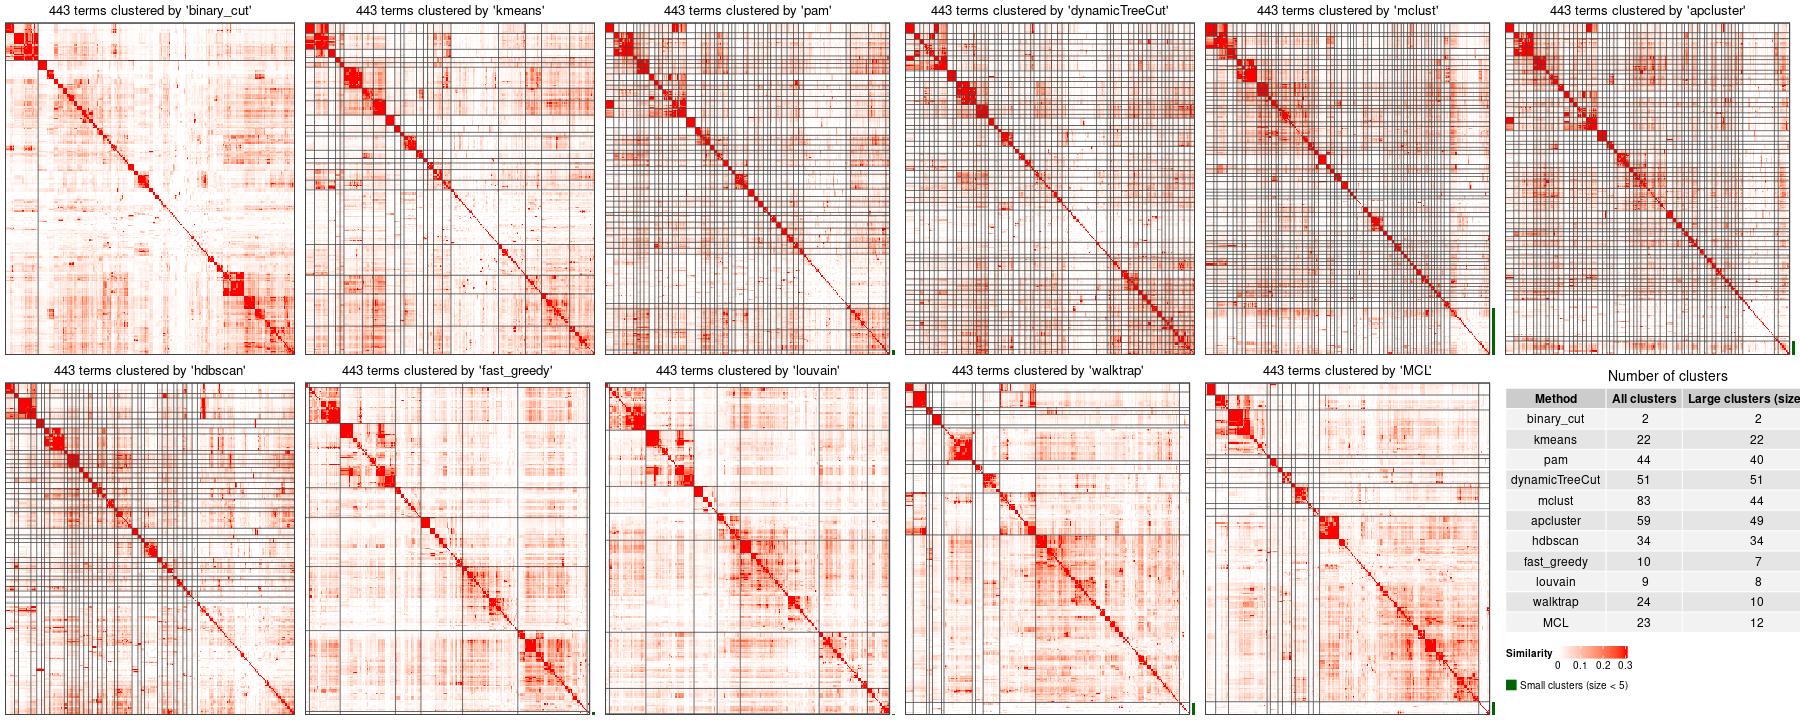 443 terms clustered by 'binary_cut'
443 terms clustered by 'kmeans'
443 terms clustered by 'pam'
443 terms clustered by 'dynamicTreeCut'
443 terms clustered by 'mclust'
443 terms clustered by 'apcluster'
443 terms clustered by 'hdbscan'
443 terms clustered by 'fast_greedy'
443 terms clustered by 'louvain'
443 terms clustered by 'walktrap'
443 terms clustered by 'MCL'
Number of clusters
Method All clusters Large clusters (size
binary_cut 2 2
kmeans 22 22
pam 44 40
dynamicTreeCut 51 51
mclust 83 44
apcluster 59 49
hdbscan 34 34
fast_greedy 10 7
louvain 9 8
walktrap 24 10
MCL 23 12
Similarity
0 0.1 0.2 0.3
Small clusters (size < 5)